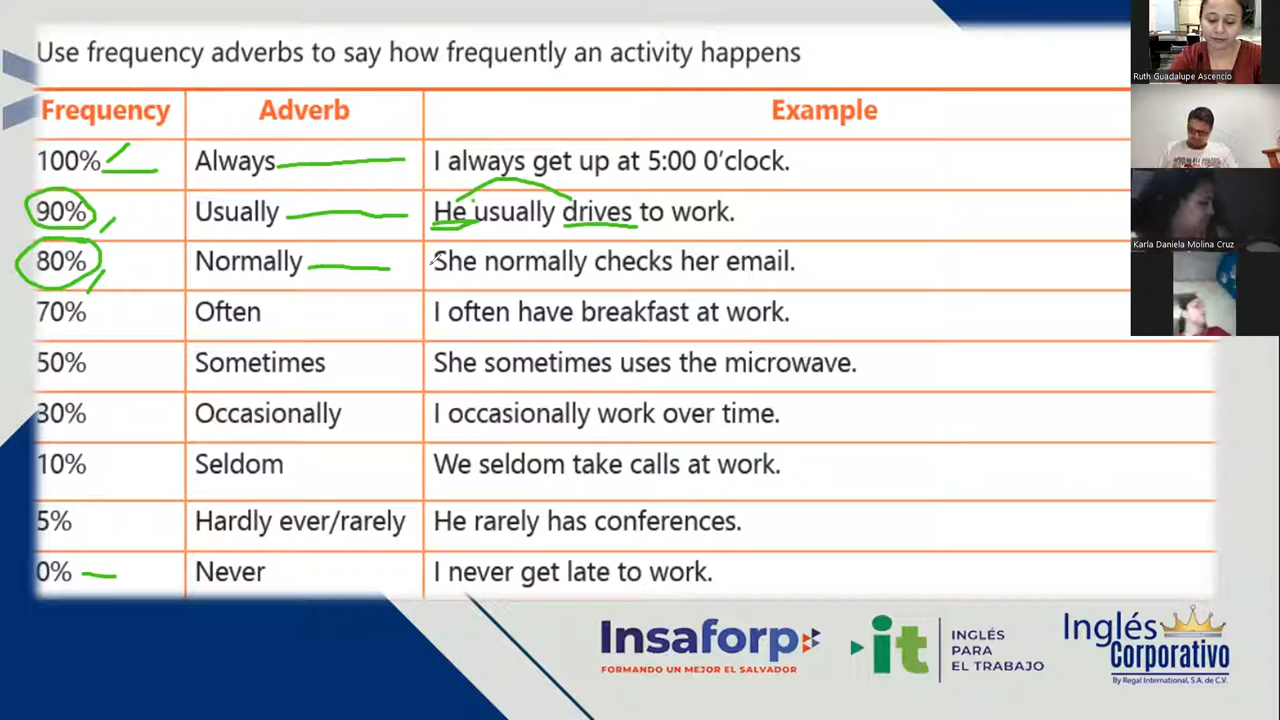 Use frequency adverbs to say how frequently an activity happens
Frequency Adverb Example
100% Always I always get up at 5:00 0'clock.
90% Usually He usually drives to work.
80% Normally She normally checks her email.
70% Often I often have breakfast at work.
50% Sometimes She sometimes uses the microwave.
30% Occasionally I occasionally work over time.
10% Seldom We seldom take calls at work.
5% Hardly ever/rarely He rarely has conferences.
0% Never I never get late to work.
Ruth Guadalupe Ascencio
Karla Daniela Molina Cruz
Insaforp
FORMANDO UN MEJOR EL SALVADOR
it
INGLÉS
PARA
EL TRABAJO
Inglés
Corporativo
By Regal International, S.A. de C.V.